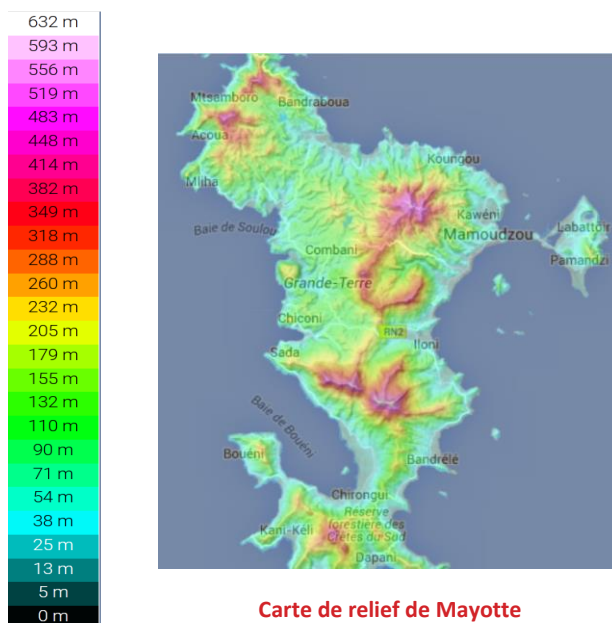 632 m
593 m
556 m
519 m
483 m
448 m
414 m
382 m
349 m
318 m
288 m
260 m
232 m
205 m
179 m
155 m
132 m
110 m
90 m
71 m
54 m
38 m
25 m
13 m
5 m
0 m
Mtsamboro
Bandraboua
Acoua
Koungou
Mliha
Kawéni
Labattoir
Baie de Soulou
Mamoudzou
Combani
Pamandzi
Grande-Terre
Chiconi
RN2
Iloni
Sada
Baie de Bouéni
Bouéni
Bandrélé
Chirongui
Réserve
forestière des
Crêtes du Sud
Kani-Kéli
Dapani
Carte de relief de Mayotte